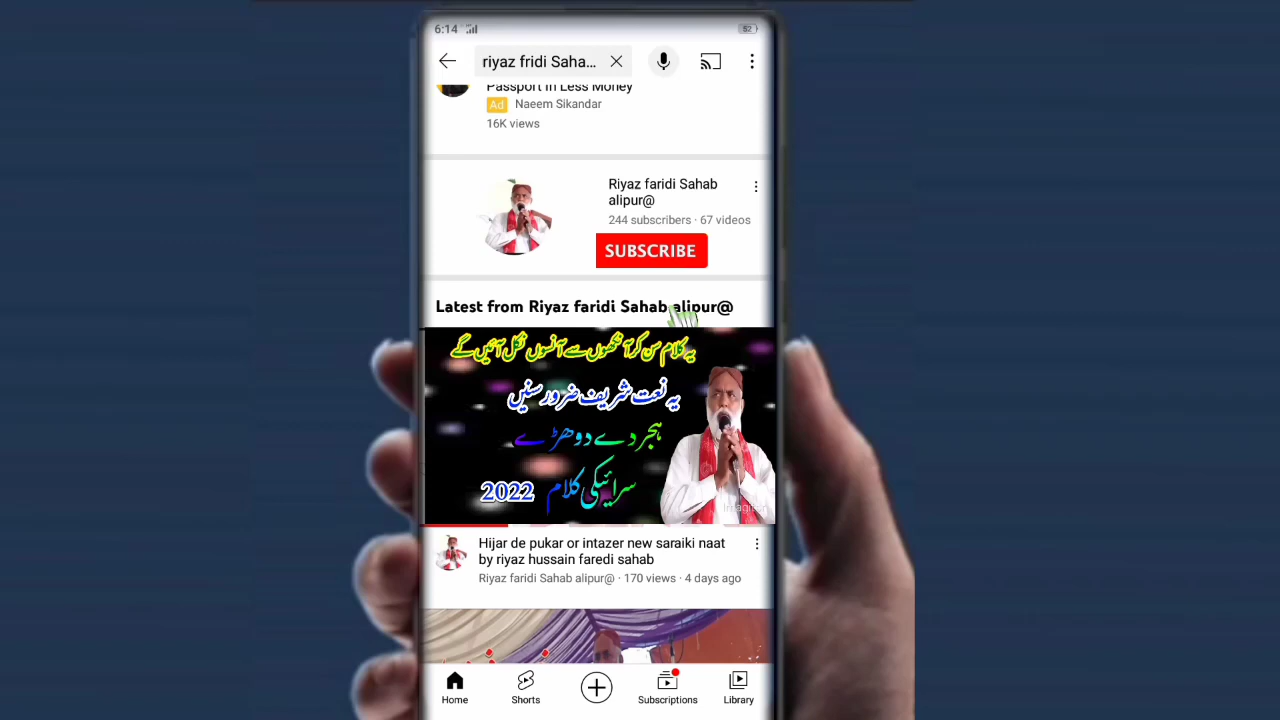 6:14
52
riyaz fridi Saha...
Passport In Less Money
Ad Naeem Sikandar
16K views
Riyaz faridi Sahab
alipur@
244 subscribers · 67 videos
SUBSCRIBE
Latest from Riyaz faridi Sahab alipur@
یہ کلام سن کر آنکھوں سے آنسوں نکل آئیں گے
یہ نعت شریف ضرور سنیں
ہجر دے دوھڑے
سرائیکی کلام 2022
Hijar de pukar or intazer new saraiki naat
by riyaz hussain faredi sahab
Riyaz faridi Sahab alipur@ · 170 views · 4 days ago
Home
Shorts
Subscriptions
Library